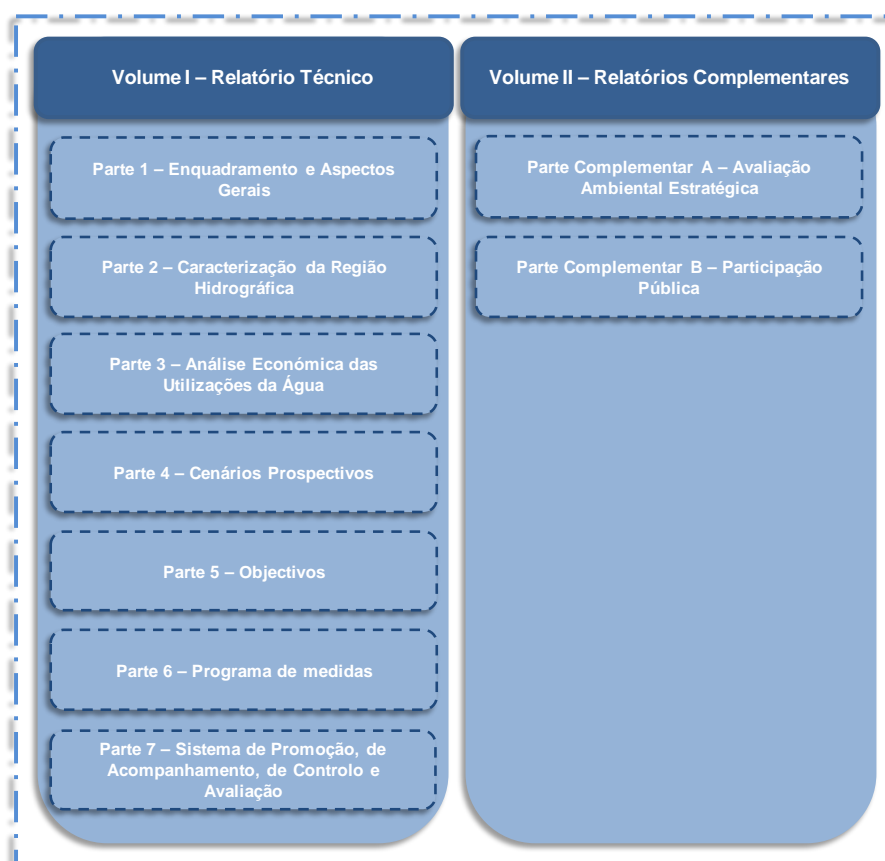 Volume I – Relatório Técnico
Parte 1 – Enquadramento e Aspectos
Gerais
Parte 2 – Caracterização da Região
Hidrográfica
Parte 3 – Análise Económica das
Utilizações da Água
Parte 4 – Cenários Prospectivos
Parte 5 – Objectivos
Parte 6 – Programa de medidas
Parte 7 – Sistema de Promoção, de
Acompanhamento, de Controlo e
Avaliação
Volume II – Relatórios Complementares
Parte Complementar A – Avaliação
Ambiental Estratégica
Parte Complementar B – Participação
Pública